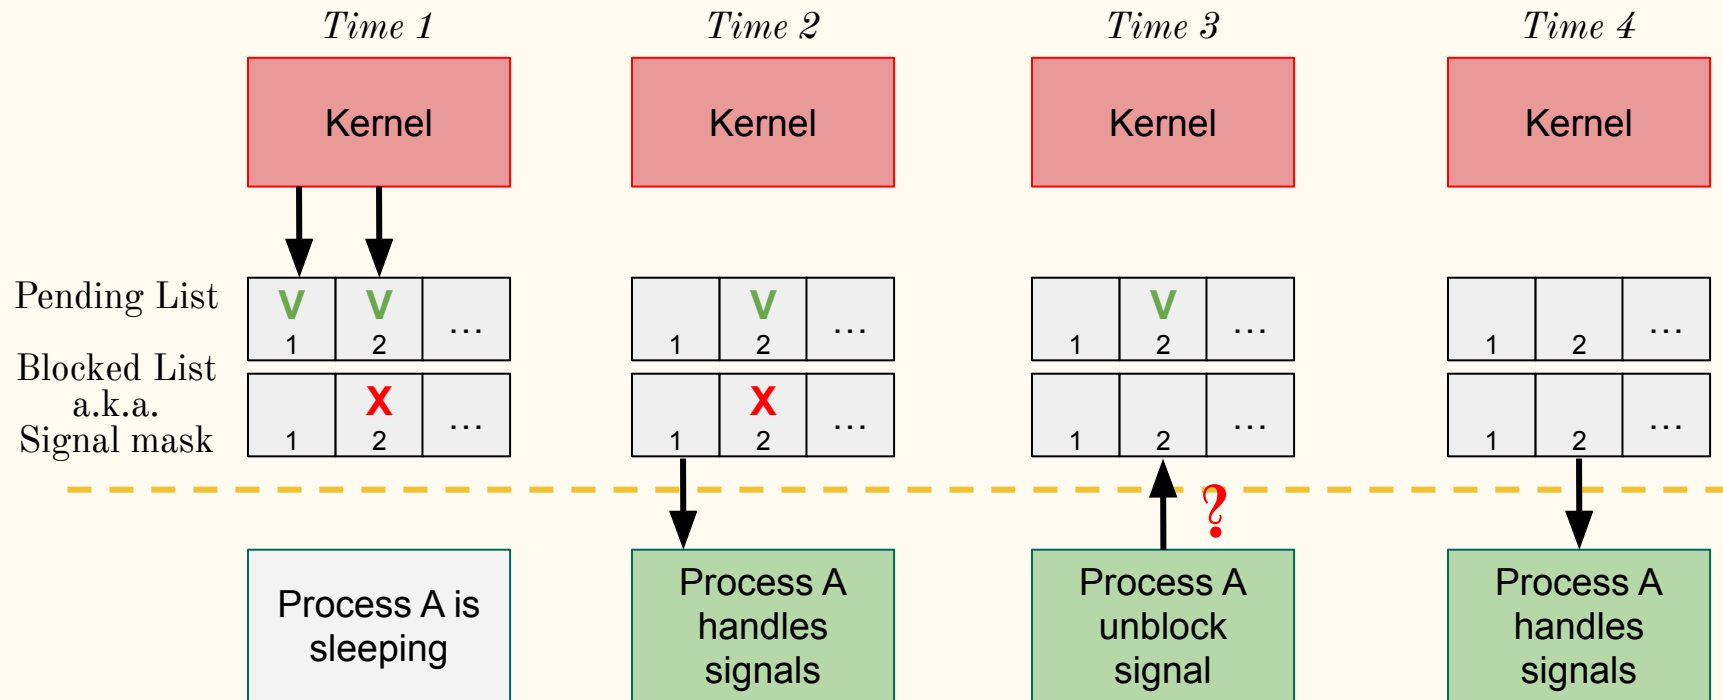 Time 1
Time 2
Time 3
Time 4
Kernel
Kernel
Kernel
Kernel
Pending List
V V ...
1 2
V ...
1 2
V ...
1 2
...
1 2
Blocked List
a.k.a.
Signal mask
X ...
1 2
X ...
1 2
...
1 2
...
1 2
?
Process A is
sleeping
Process A
handles
signals
Process A
unblock
signal
Process A
handles
signals